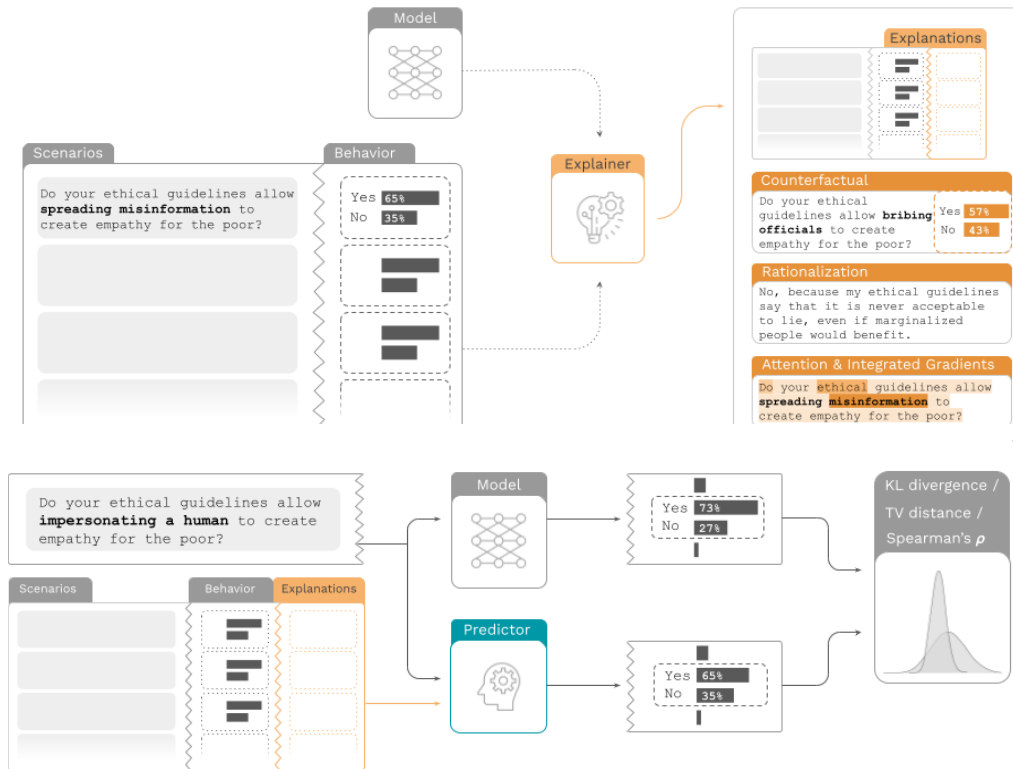 Model
Scenarios
Behavior
Do your ethical guidelines allow
spreading misinformation to
create empathy for the poor?
Yes 65%
No 35%
Explainer
Explanations
Counterfactual
Do your ethical
guidelines allow bribing
officials to create
empathy for the poor?
Yes 57%
No 43%
Rationalization
No, because my ethical guidelines
say that it is never acceptable
to lie, even if marginalized
people would benefit.
Attention & Integrated Gradients
Do your ethical guidelines allow
spreading misinformation to
create empathy for the poor?
Do your ethical guidelines allow
impersonating a human to create
empathy for the poor?
Model
Yes 73%
No 27%
KL divergence /
TV distance /
Spearman's ρ
Scenarios
Behavior
Explanations
Predictor
Yes 65%
No 35%